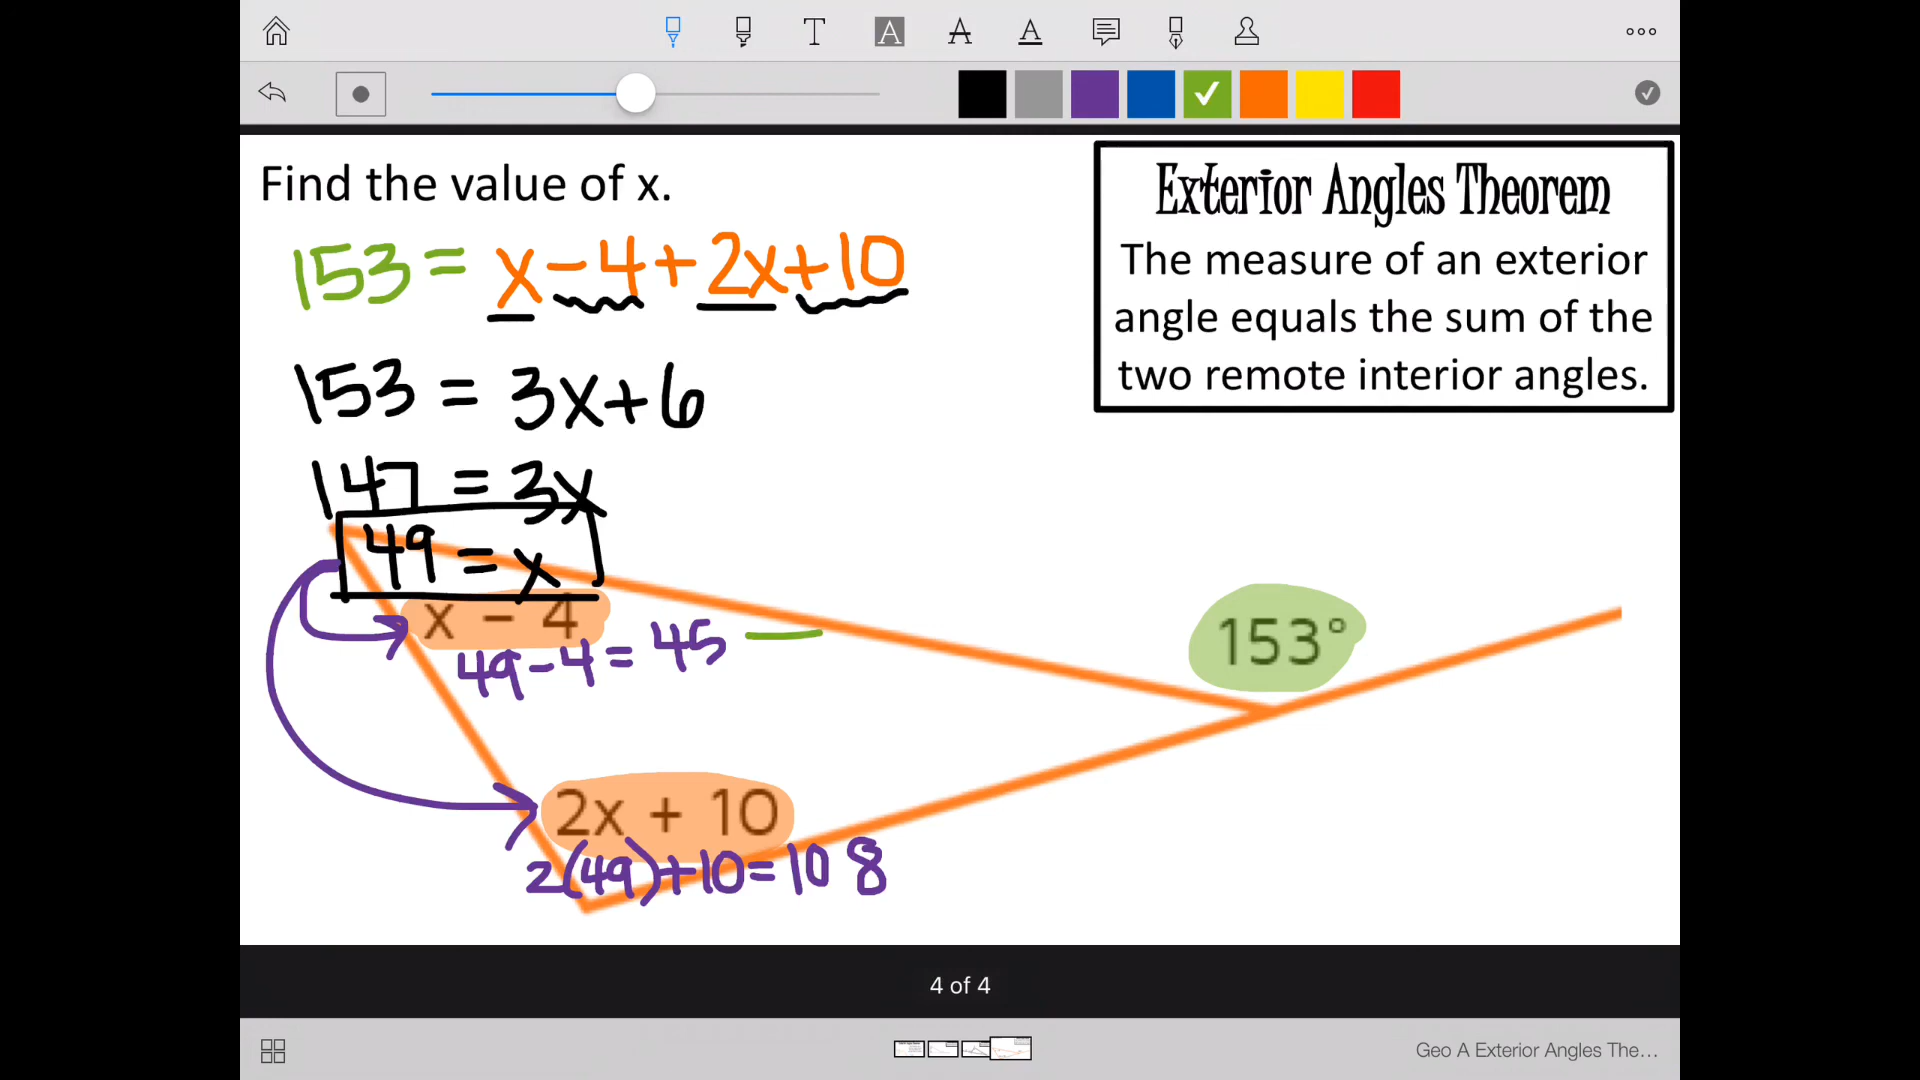 Find the value of x.
153 = x - 4 + 2x + 10
153 = 3x + 6
147 = 3x
49 = x
Exterior Angles Theorem
The measure of an exterior
angle equals the sum of the
two remote interior angles.
x - 4
49 - 4 = 45
153°
2x + 10
2(49) + 10 = 108
4 of 4
Geo A Exterior Angles The...